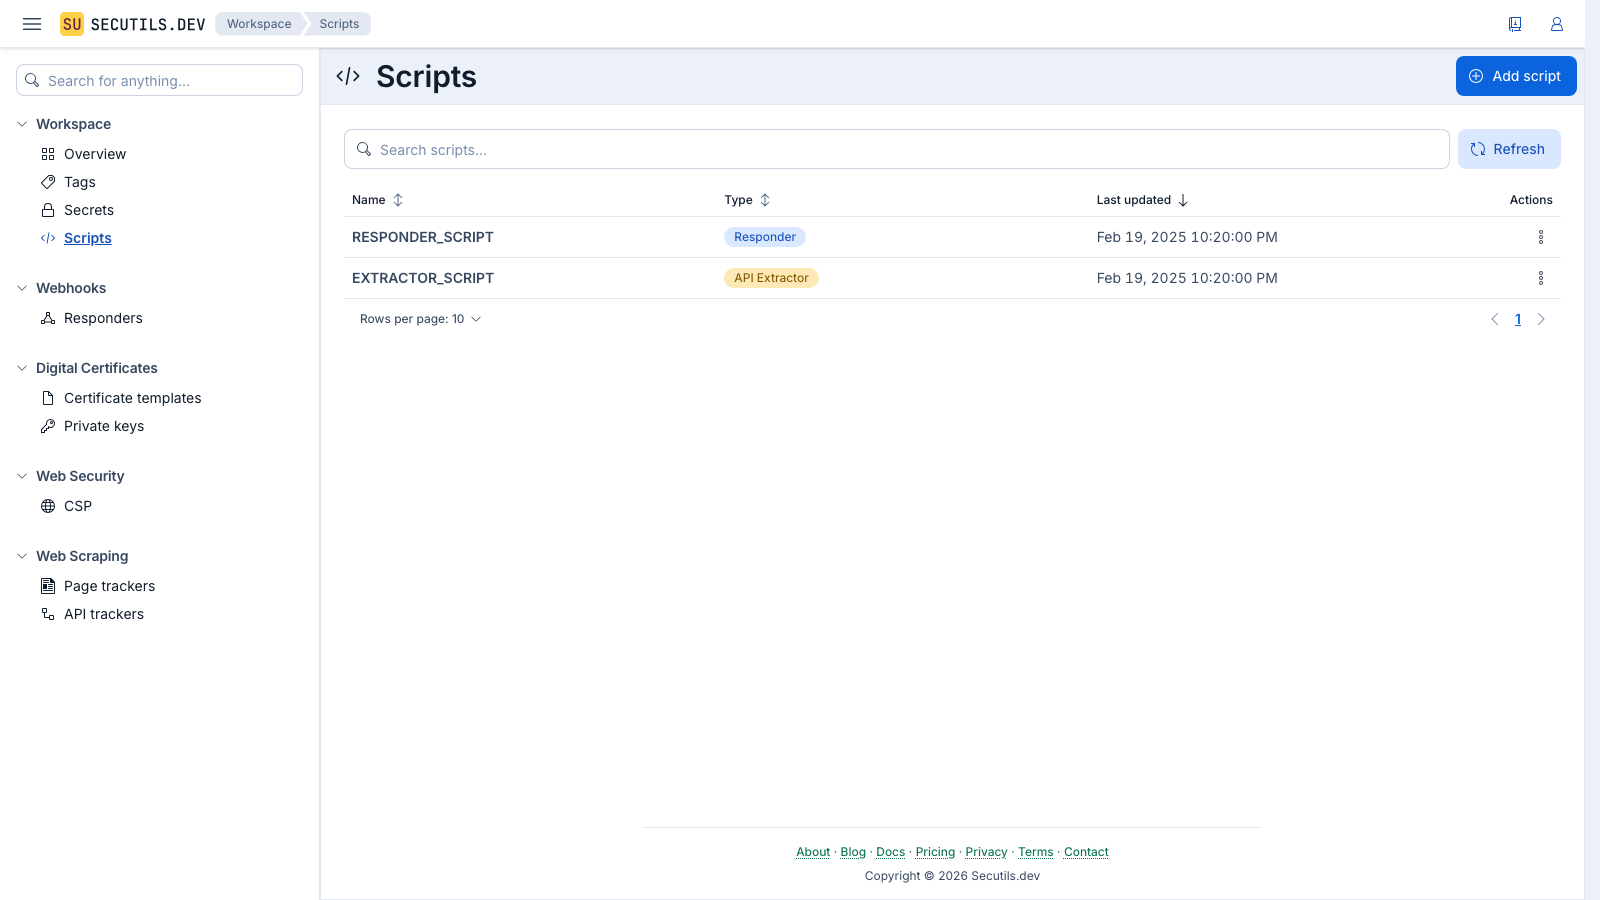 SU SECUTILS.DEV Workspace Scripts
Search for anything...
Workspace
Overview
Tags
Secrets
Scripts
Webhooks
Responders
Digital Certificates
Certificate templates
Private keys
Web Security
CSP
Web Scraping
Page trackers
API trackers
</> Scripts
Add script
Search scripts...
Refresh
Name Type Last updated Actions
RESPONDER_SCRIPT Responder Feb 19, 2025 10:20:00 PM
EXTRACTOR_SCRIPT API Extractor Feb 19, 2025 10:20:00 PM
Rows per page: 10 1
About · Blog · Docs · Pricing · Privacy · Terms · Contact
Copyright © 2026 Secutils.dev